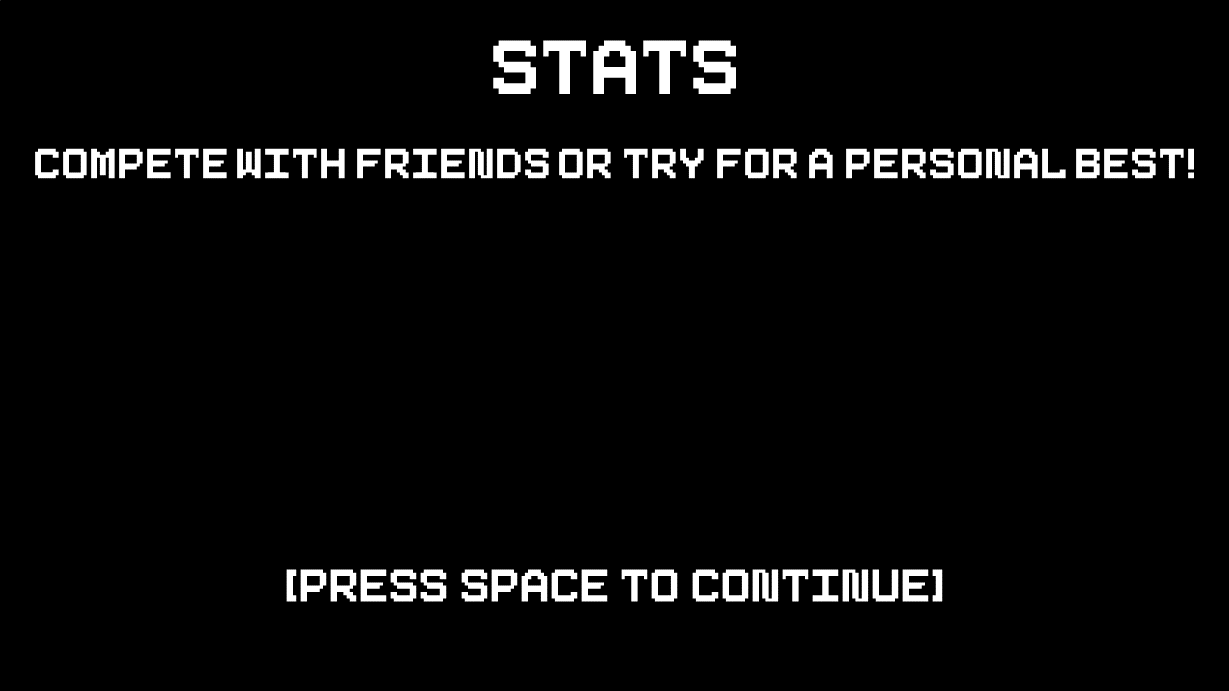 STATS
COMPETE WITH FRIENDS OR TRY FOR A PERSONAL BEST!
[PRESS SPACE TO CONTINUE]